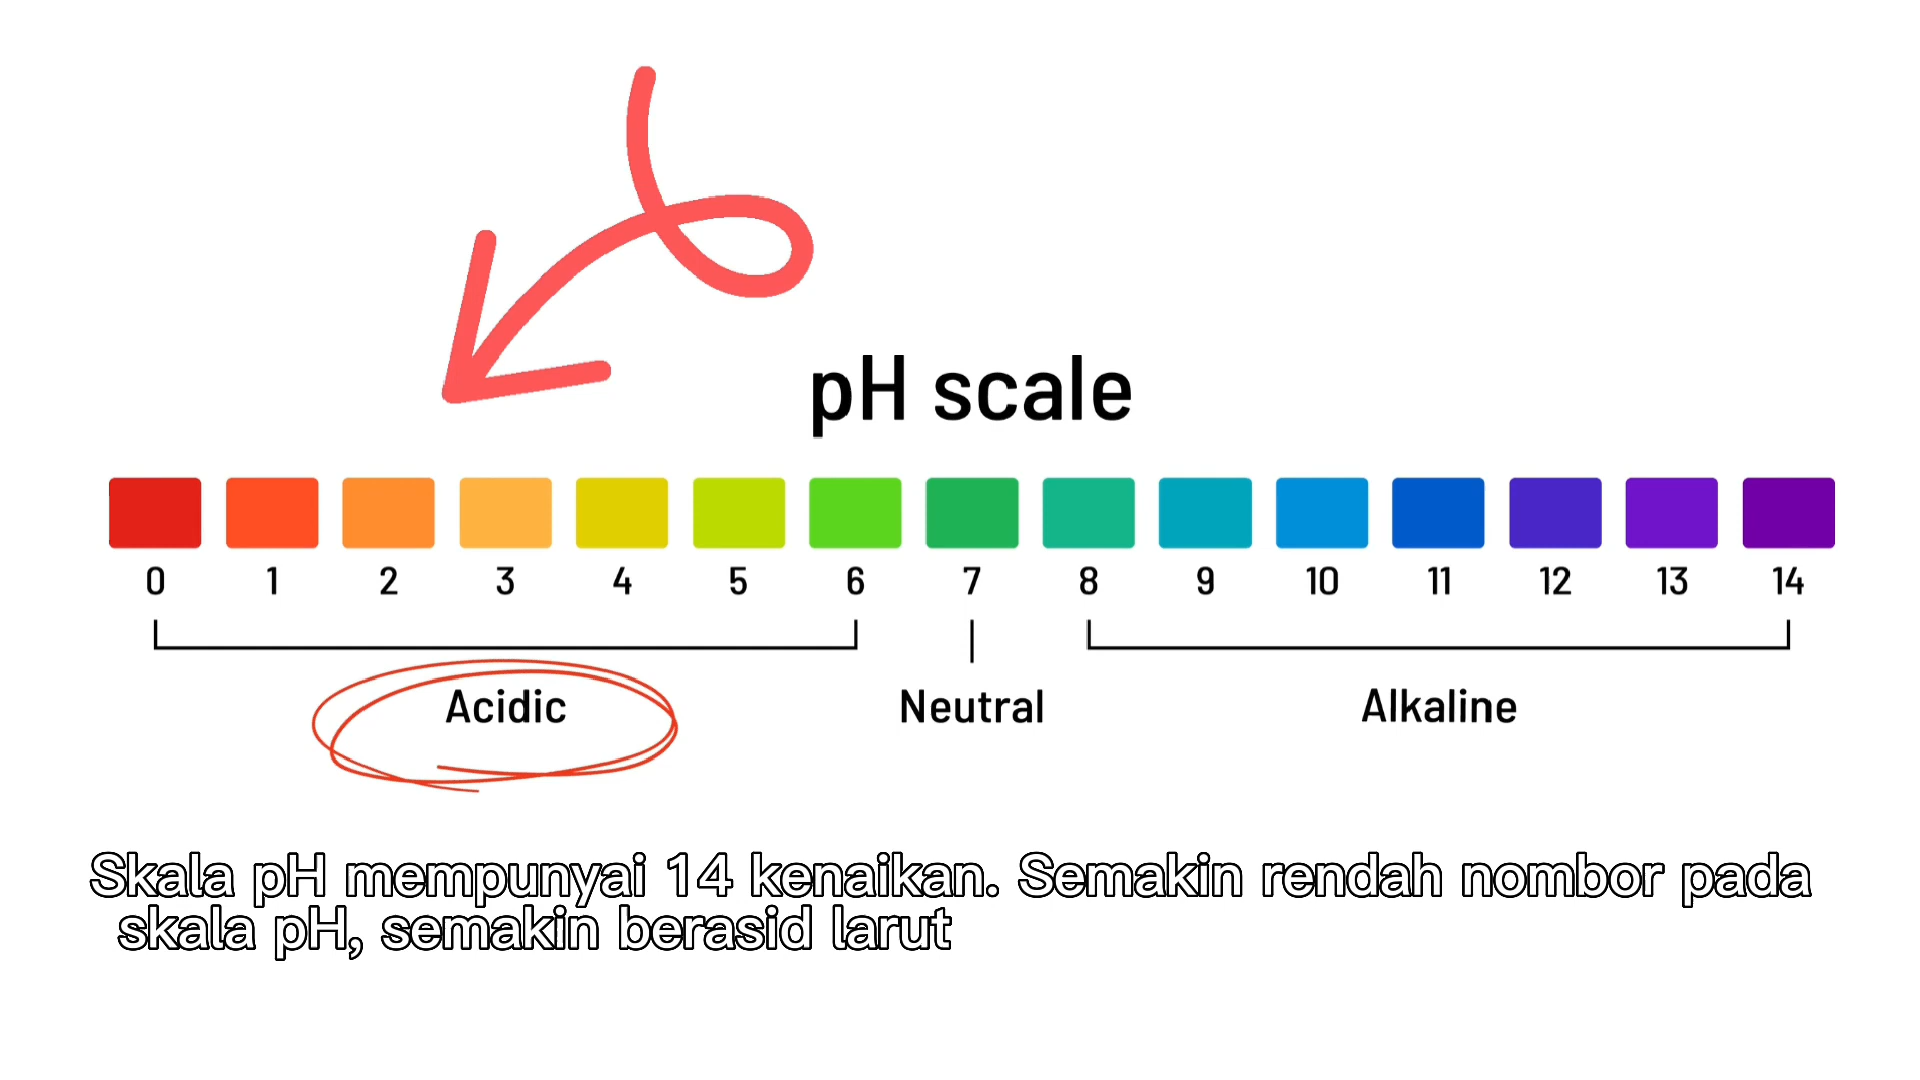 pH scale
0 1 2 3 4 5 6 7 8 9 10 11 12 13 14
Acidic Neutral Alkaline
Skala pH mempunyai 14 kenaikan. Semakin rendah nombor pada
skala pH, semakin berasid larut